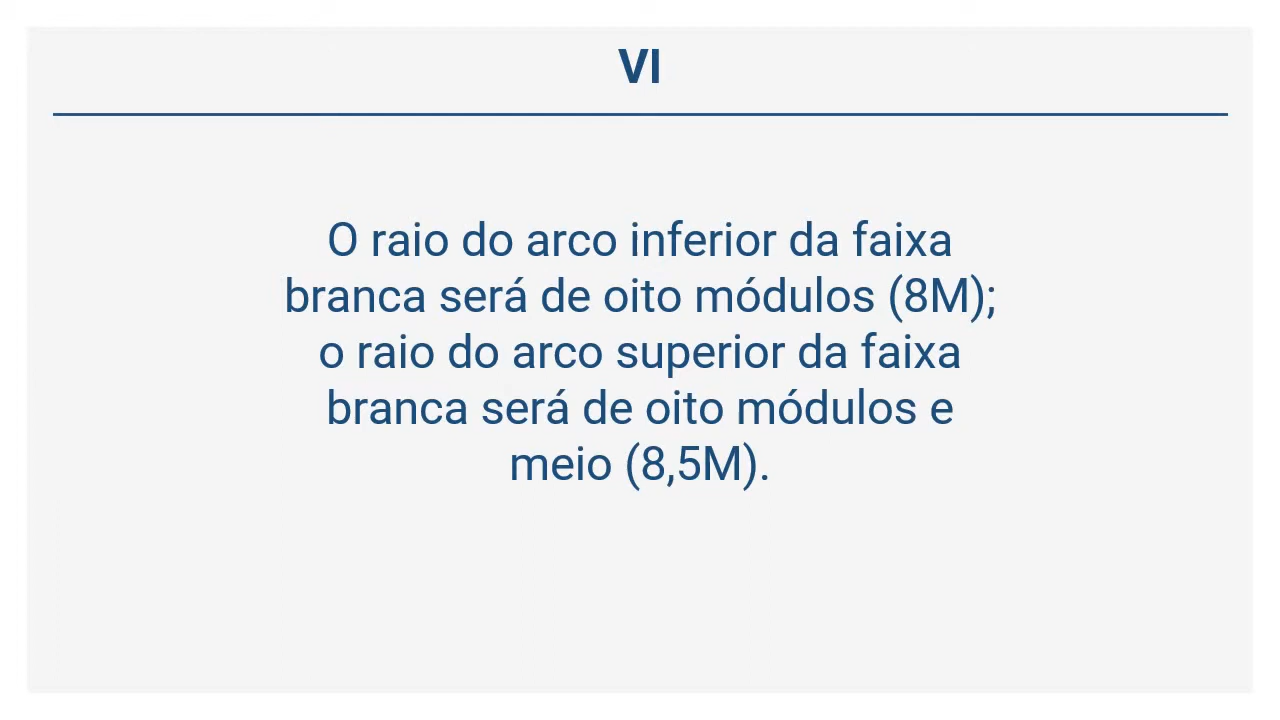 VI
O raio do arco inferior da faixa
branca será de oito módulos (8M);
o raio do arco superior da faixa
branca será de oito módulos e
meio (8,5M).